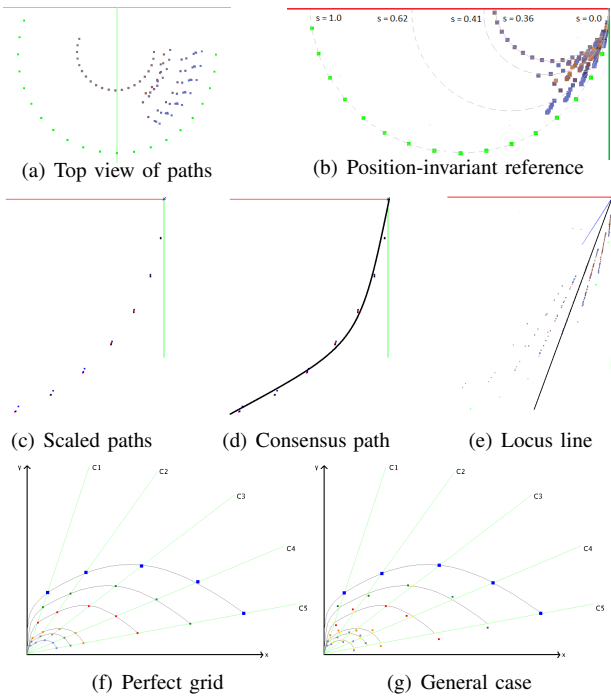 s = 1.0 s = 0.62 s = 0.41 s = 0.36 s = 0.0
(a) Top view of paths
(b) Position-invariant reference
(c) Scaled paths
(d) Consensus path
(e) Locus line
Y C1 C2 C3 C4 C5 X
Y C1 C2 C3 C4 C5 X
(f) Perfect grid
(g) General case